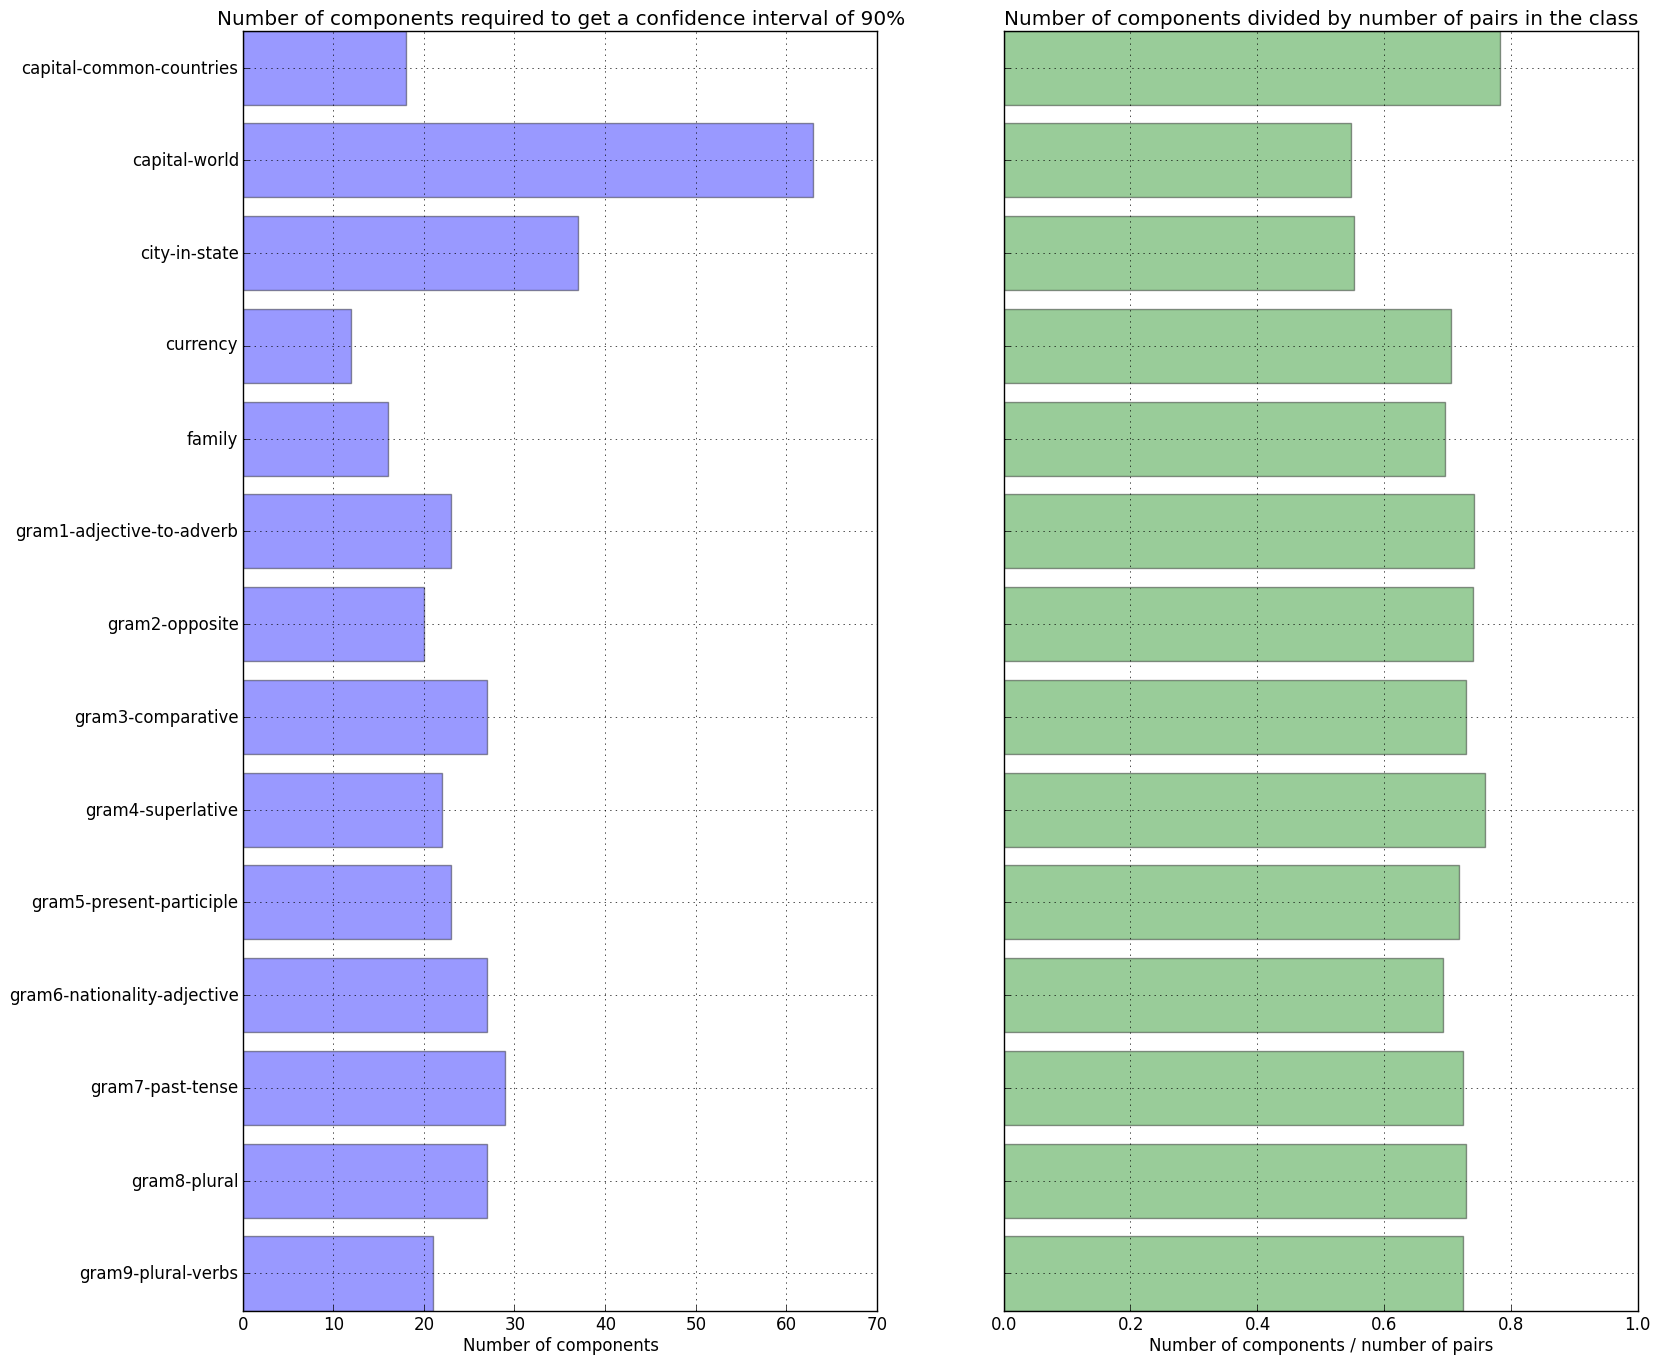 Number of components required to get a confidence interval of 90%
Number of components divided by number of pairs in the class
capital-common-countries
capital-world
city-in-state
currency
family
gram1-adjective-to-adverb
gram2-opposite
gram3-comparative
gram4-superlative
gram5-present-participle
gram6-nationality-adjective
gram7-past-tense
gram8-plural
gram9-plural-verbs
0 10 20 30 40 50 60 70
0.0 0.2 0.4 0.6 0.8 1.0
Number of components
Number of components / number of pairs